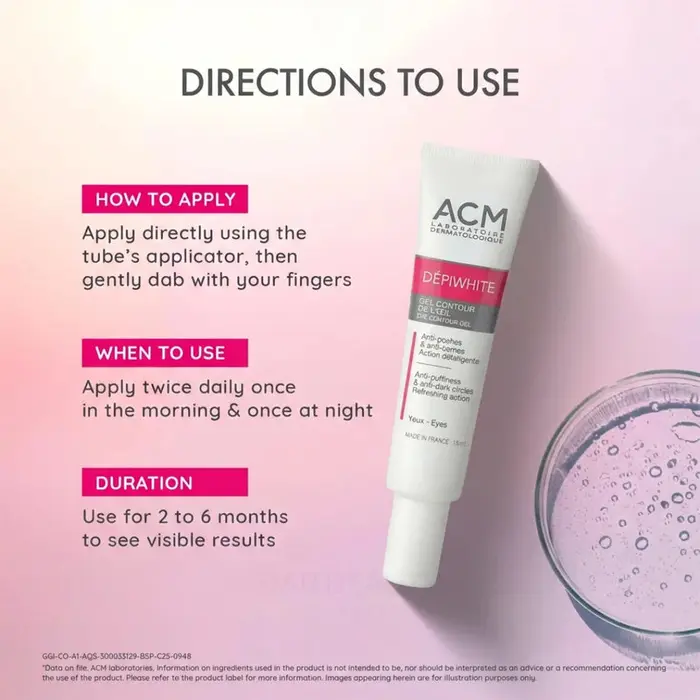 DIRECTIONS TO USE
HOW TO APPLY
Apply directly using the
tube's applicator, then
gently dab with your fingers
WHEN TO USE
Apply twice daily once
in the morning & once at night
DURATION
Use for 2 to 6 months
to see visible results
ACM
LABORATOIRE
DERMATOLOGIQUE
DÉPIWHITE
GEL CONTOUR
DE L'ŒIL
EYE CONTOUR GEL
Anti-poches
& anti-cernes
Action défatigante
Anti-puffiness
& anti-dark circles
Refreshing action
Yeux - Eyes
MADE IN FRANCE
GGI-CO-A1-AQS-300033129-BSP-C25-0948
*Data on file. ACM laboratories. Information on ingredients used in the product is not intended to be, nor should be interpreted as an advice or a recommendation concerning
the use of the product. Please refer to the product label for more information. Images appearing herein are for illustration purposes only.